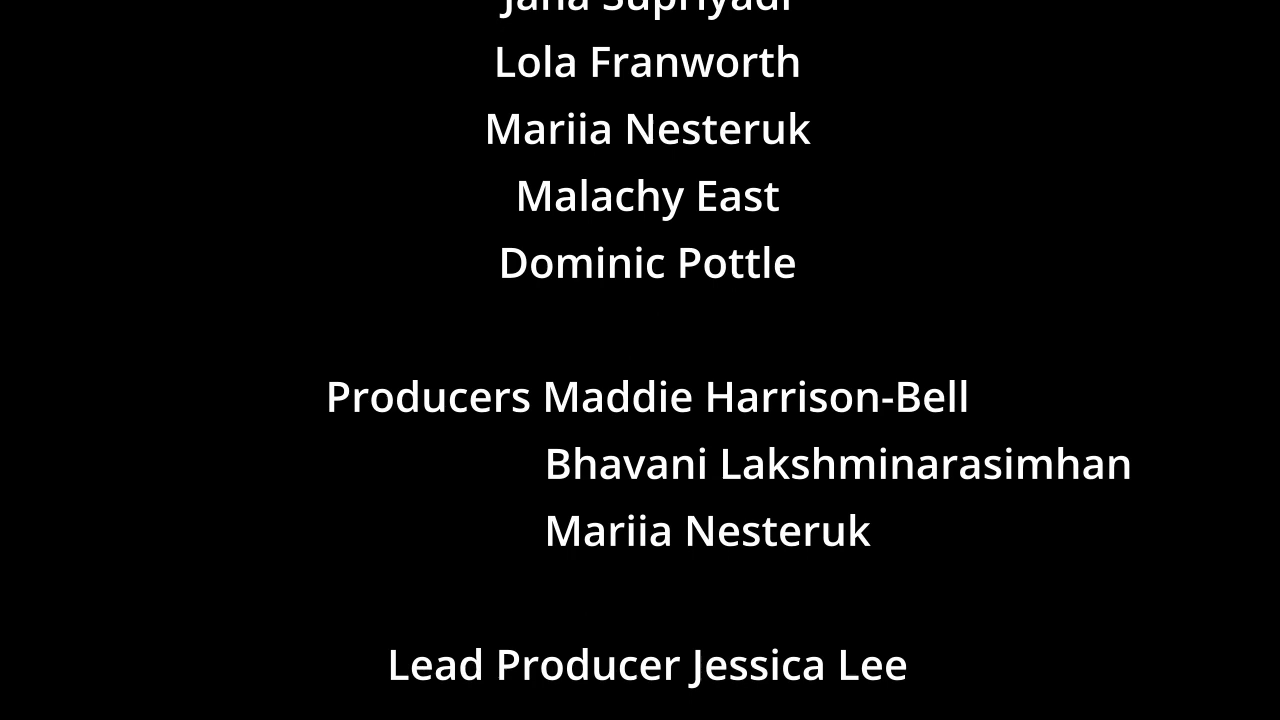 Lola Franworth
Mariia Nesteruk
Malachy East
Dominic Pottle
Producers Maddie Harrison-Bell
Bhavani Lakshminarasimhan
Mariia Nesteruk
Lead Producer Jessica Lee